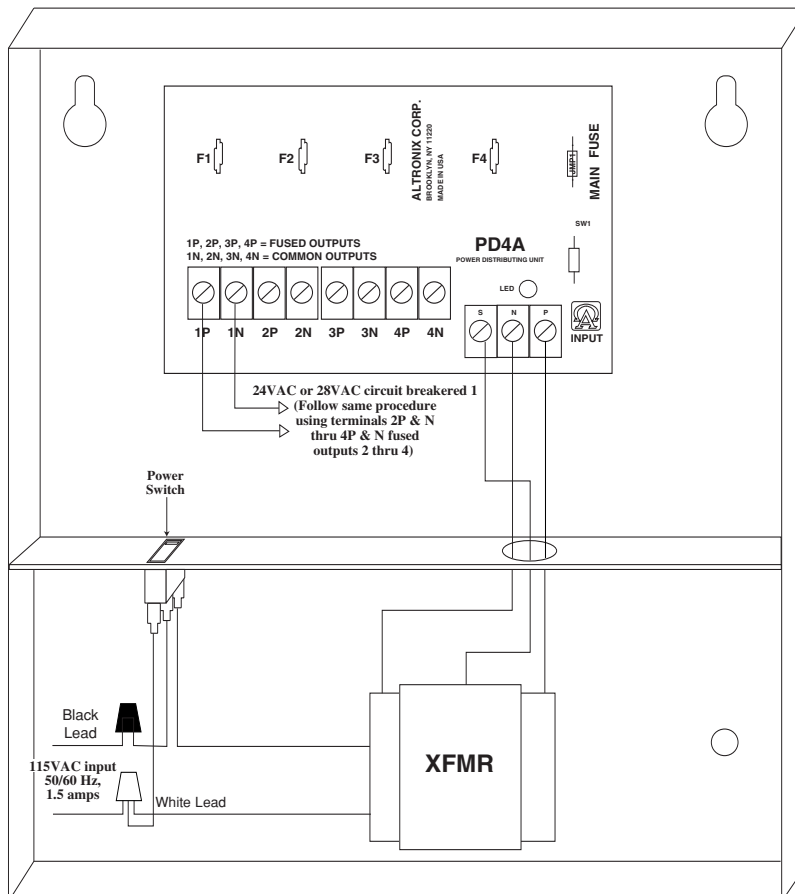 F1
F2
F3
ALTRONIX CORP.
BROOKLYN, NY 11220
MADE IN USA
F4
JMP1
MAIN FUSE
SW1
1P, 2P, 3P, 4P = FUSED OUTPUTS
1N, 2N, 3N, 4N = COMMON OUTPUTS
PD4A
POWER DISTRIBUTING UNIT
LED
S N P
INPUT
1P 1N 2P 2N 3P 3N 4P 4N
24VAC or 28VAC circuit breakered 1
(Follow same procedure
using terminals 2P & N
thru 4P & N fused
outputs 2 thru 4)
Power
Switch
Black
Lead
115VAC input
50/60 Hz,
1.5 amps
White Lead
XFMR